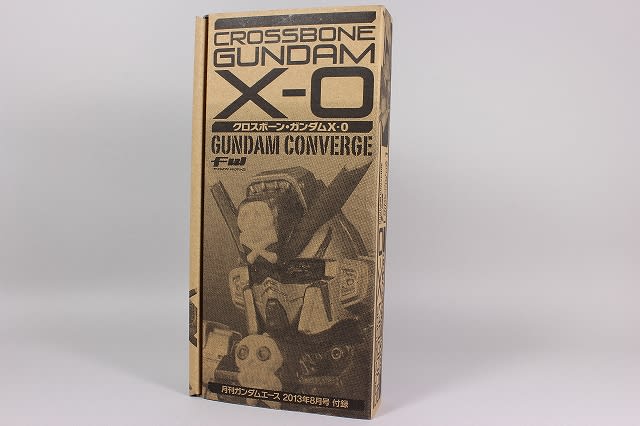 CROSSBONE
GUNDAM
X-0
クロスボーン・ガンダムX-0
GUNDAM CONVERGE
FW
月刊ガンダムエース 2013年8月号 付録